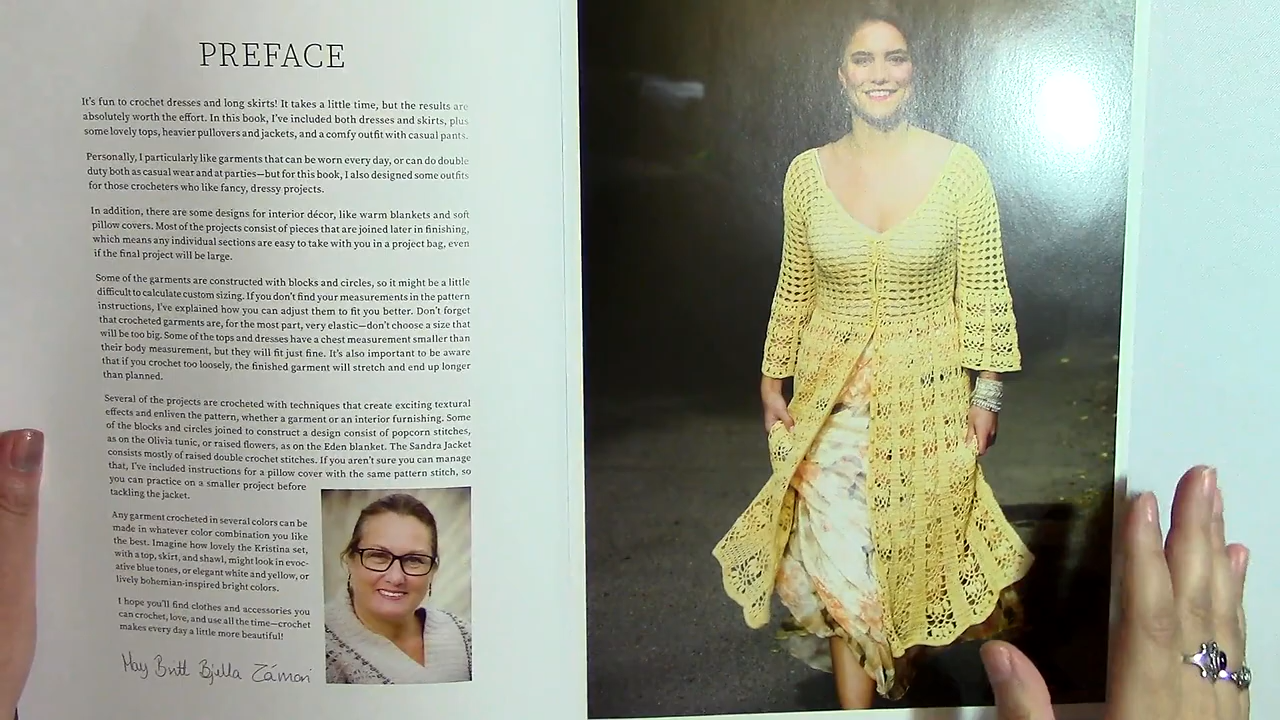 PREFACE
It's fun to crochet dresses and long skirts! It takes a little time, but the results are
absolutely worth the effort. In this book, I've included both dresses and skirts, plus
some lovely tops, heavier pullovers and jackets, and a comfy outfit with casual pants.
Personally, I particularly like garments that can be worn every day, or can do double
duty both as casual wear and at parties—but for this book, I also designed some outfits
for those crocheters who like fancy, dressy projects.
In addition, there are some designs for interior décor, like warm blankets and soft
pillow covers. Most of the projects consist of pieces that are joined later in finishing,
which means any individual sections are easy to take with you in a project bag, even
if the final project will be large.
Some of the garments are constructed with blocks and circles, so it might be a little
difficult to calculate custom sizing. If you don't find your measurements in the pattern
instructions, I've explained how you can adjust them to fit you better. Don't forget
that crocheted garments are, for the most part, very elastic—don't choose a size that
will be too big. Some of the tops and dresses have a chest measurement smaller than
their body measurement, but they will fit just fine. It's also important to be aware
that if you crochet too loosely, the finished garment will stretch and end up longer
than planned.
Several of the projects are crocheted with techniques that create exciting textural
effects and enliven the pattern, whether a garment or an interior furnishing. Some
of the blocks and circles joined to construct a design consist of popcorn stitches,
as on the Olivia tunic, or raised flowers, as on the Eden blanket. The Sandra Jacket
consists mostly of raised double crochet stitches. If you aren't sure you can manage
that, I've included instructions for a pillow cover with the same pattern stitch, so
you can practice on a smaller project before
tackling the jacket.
Any garment crocheted in several colors can be
made in whatever color combination you like
the best. Imagine how lovely the Kristina set,
with a top, skirt, and shawl, might look in evoc-
ative blue tones, or elegant white and yellow, or
lively bohemian-inspired bright colors.
I hope you'll find clothes and accessories you
can crochet, love, and use all the time—crochet
makes every day a little more beautiful!
May Britt Bjella Zámori